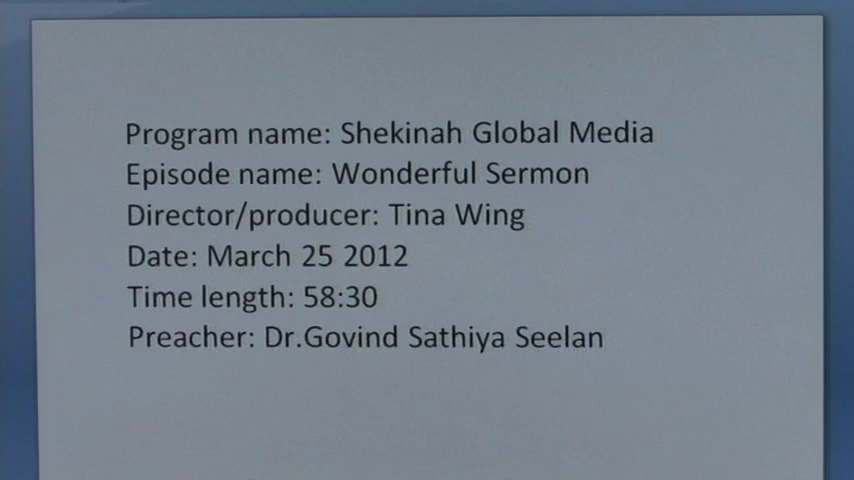 Program name: Shekinah Global Media
Episode name: Wonderful Sermon
Director/producer: Tina Wing
Date: March 25 2012
Time length: 58:30
Preacher: Dr.Govind Sathiya Seelan